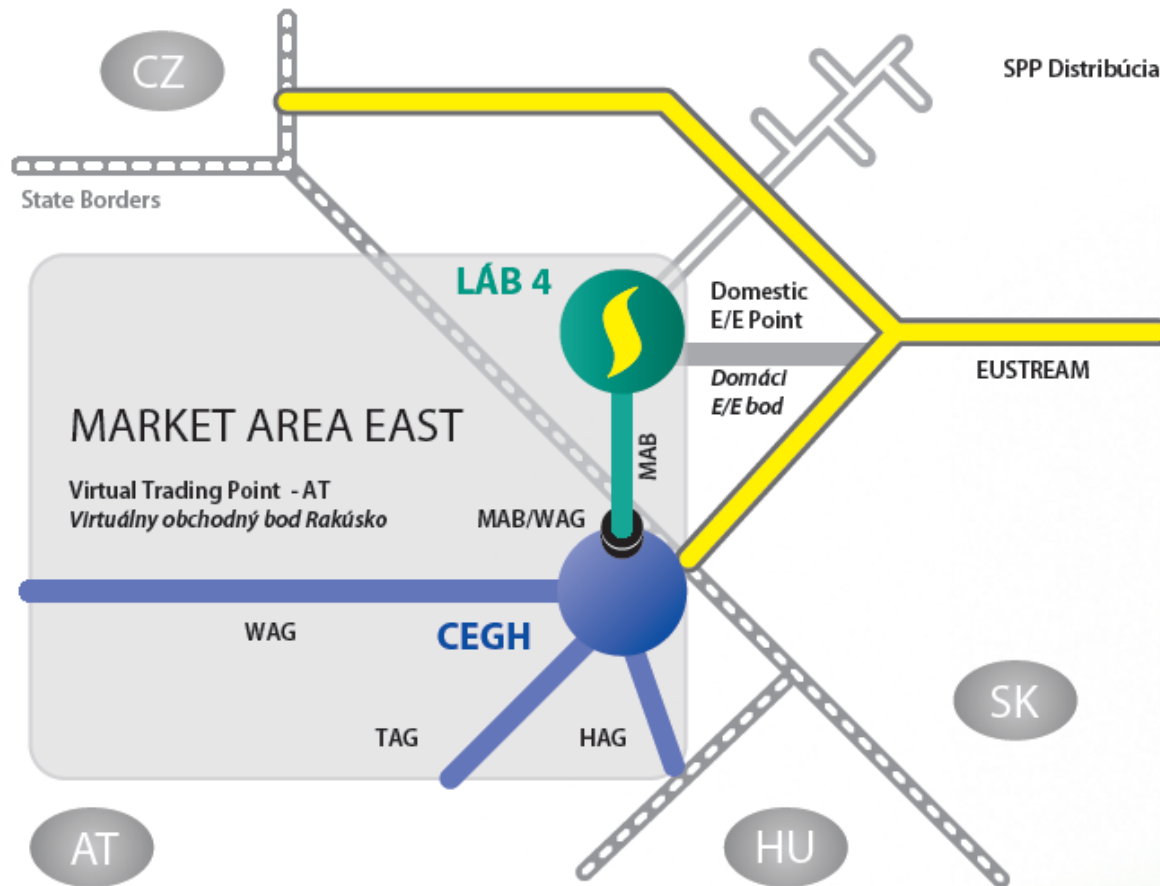 CZ
SPP Distribúcia
State Borders
LÁB 4
Domestic
E/E Point
Domáci
E/E bod
EUSTREAM
MARKET AREA EAST
MAB
Virtual Trading Point - AT
Virtuálny obchodný bod Rakúsko
MAB/WAG
WAG
CEGH
SK
TAG
HAG
AT
HU